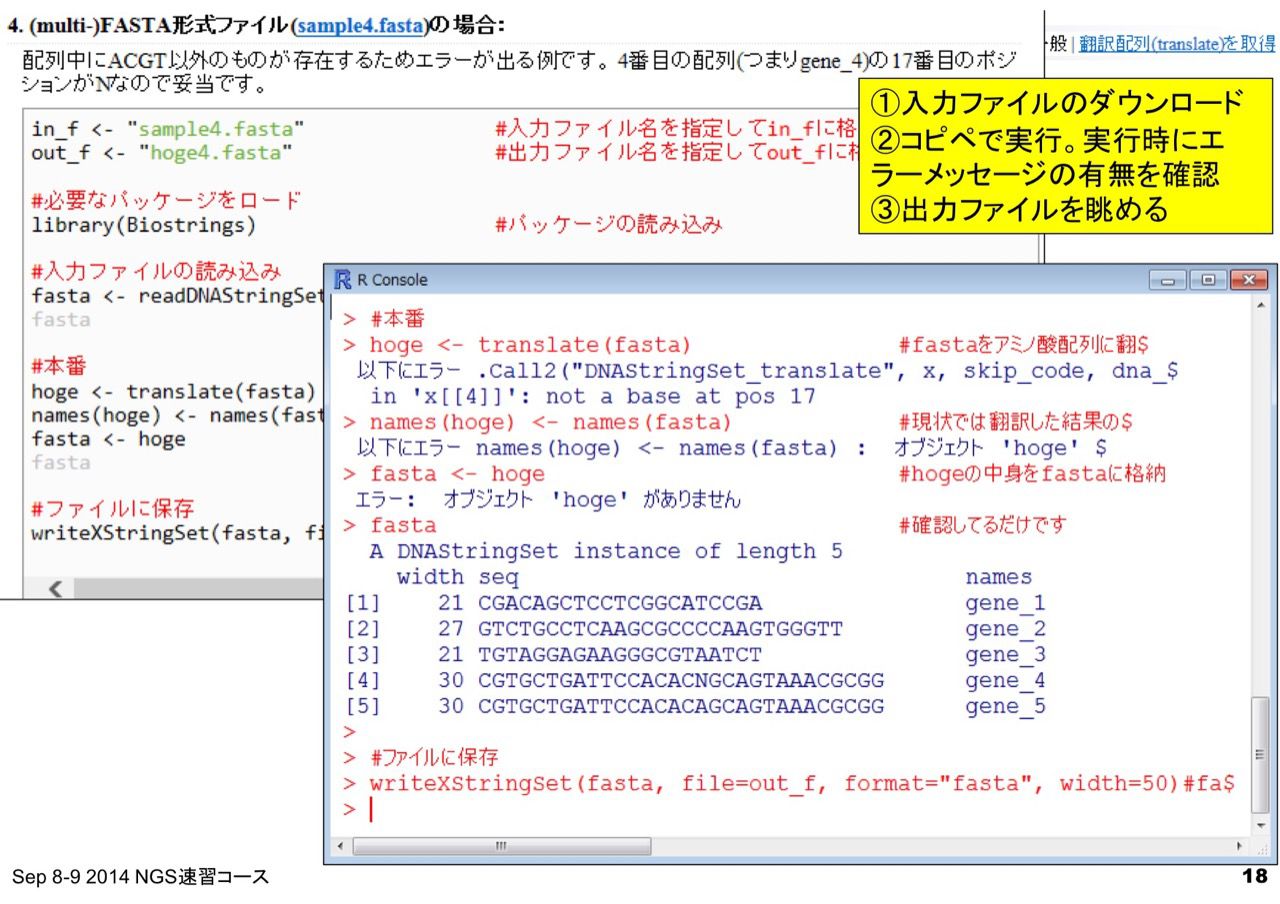 4. (multi-)FASTA形式ファイル(sample4.fasta)の場合:
配列中にACGT以外のものが存在するためエラーが出る例です。4番目の配列(つまりgene_4)の17番目のポジ
ションがNなので妥当です。
般 | 翻訳配列(translate)を取得
①入力ファイルのダウンロード
②コピペで実行。実行時にエ
ラーメッセージの有無を確認
③出力ファイルを眺める
in_f <- "sample4.fasta" #入力ファイル名を指定してin_fに格
out_f <- "hoge4.fasta" #出力ファイル名を指定してout_fに格
#必要なパッケージをロード
library(Biostrings) #パッケージの読み込み
#入力ファイルの読み込み
fasta <- readDNAStringSet
fasta
#本番
hoge <- translate(fasta)
names(hoge) <- names(fast
fasta <- hoge
fasta
#ファイルに保存
writeXStringSet(fasta, fi
R Console
> #本番
> hoge <- translate(fasta) #fastaをアミノ酸配列に翻$
以下にエラー .Call2("DNAStringSet_translate", x, skip_code, dna_$
in 'x[[4]]': not a base at pos 17
> names(hoge) <- names(fasta) #現状では翻訳した結果の$
以下にエラー names(hoge) <- names(fasta) : オブジェクト 'hoge' $
> fasta <- hoge #hogeの中身をfastaに格納
エラー: オブジェクト 'hoge' がありません
> fasta #確認してるだけです
A DNAStringSet instance of length 5
width seq names
[1] 21 CGACAGCTCCTCGGCATCCGA gene_1
[2] 27 GTCTGCCTCAAGCGCCCCAAGTGGGTT gene_2
[3] 21 TGTAGGAGAAGGGCGTAATCT gene_3
[4] 30 CGTGCTGATTCCACACNGCAGTAAACGCGG gene_4
[5] 30 CGTGCTGATTCCACACAGCAGTAAACGCGG gene_5
>
> #ファイルに保存
> writeXStringSet(fasta, file=out_f, format="fasta", width=50)#fa$
>
Sep 8-9 2014 NGS速習コース
18